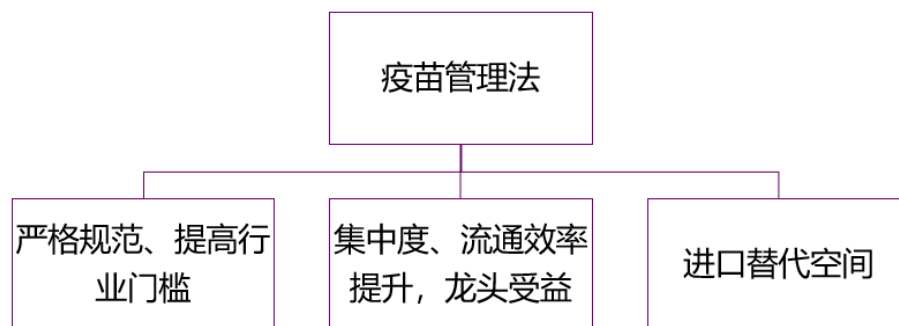 疫苗管理法
严格规范、提高行
业门槛
集中度、流通效率
提升，龙头受益
进口替代空间